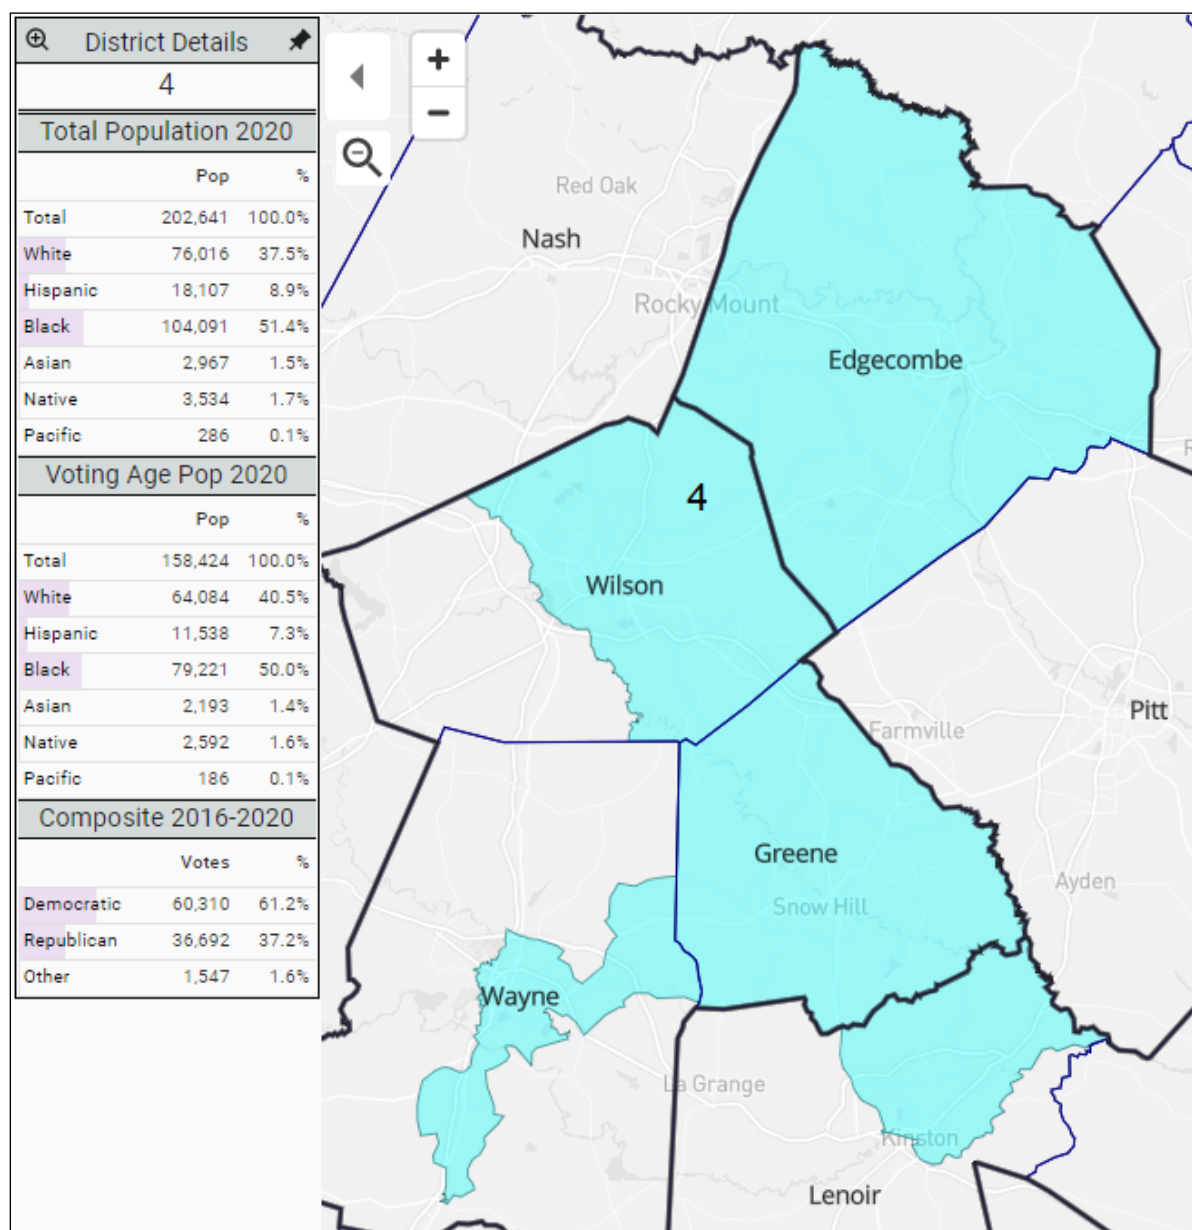 District Details
4
Total Population 2020
Pop %
Total 202,641 100.0%
White 76,016 37.5%
Hispanic 18,107 8.9%
Black 104,091 51.4%
Asian 2,967 1.5%
Native 3,534 1.7%
Pacific 286 0.1%
Voting Age Pop 2020
Pop %
Total 158,424 100.0%
White 64,084 40.5%
Hispanic 11,538 7.3%
Black 79,221 50.0%
Asian 2,193 1.4%
Native 2,592 1.6%
Pacific 186 0.1%
Composite 2016-2020
Votes %
Democratic 60,310 61.2%
Republican 36,692 37.2%
Other 1,547 1.6%
+
−
Red Oak
Nash
Rocky Mount
Edgecombe
4
Wilson
Pitt
Farmville
Greene
Ayden
Snow Hill
Wayne
La Grange
Kinston
Lenoir